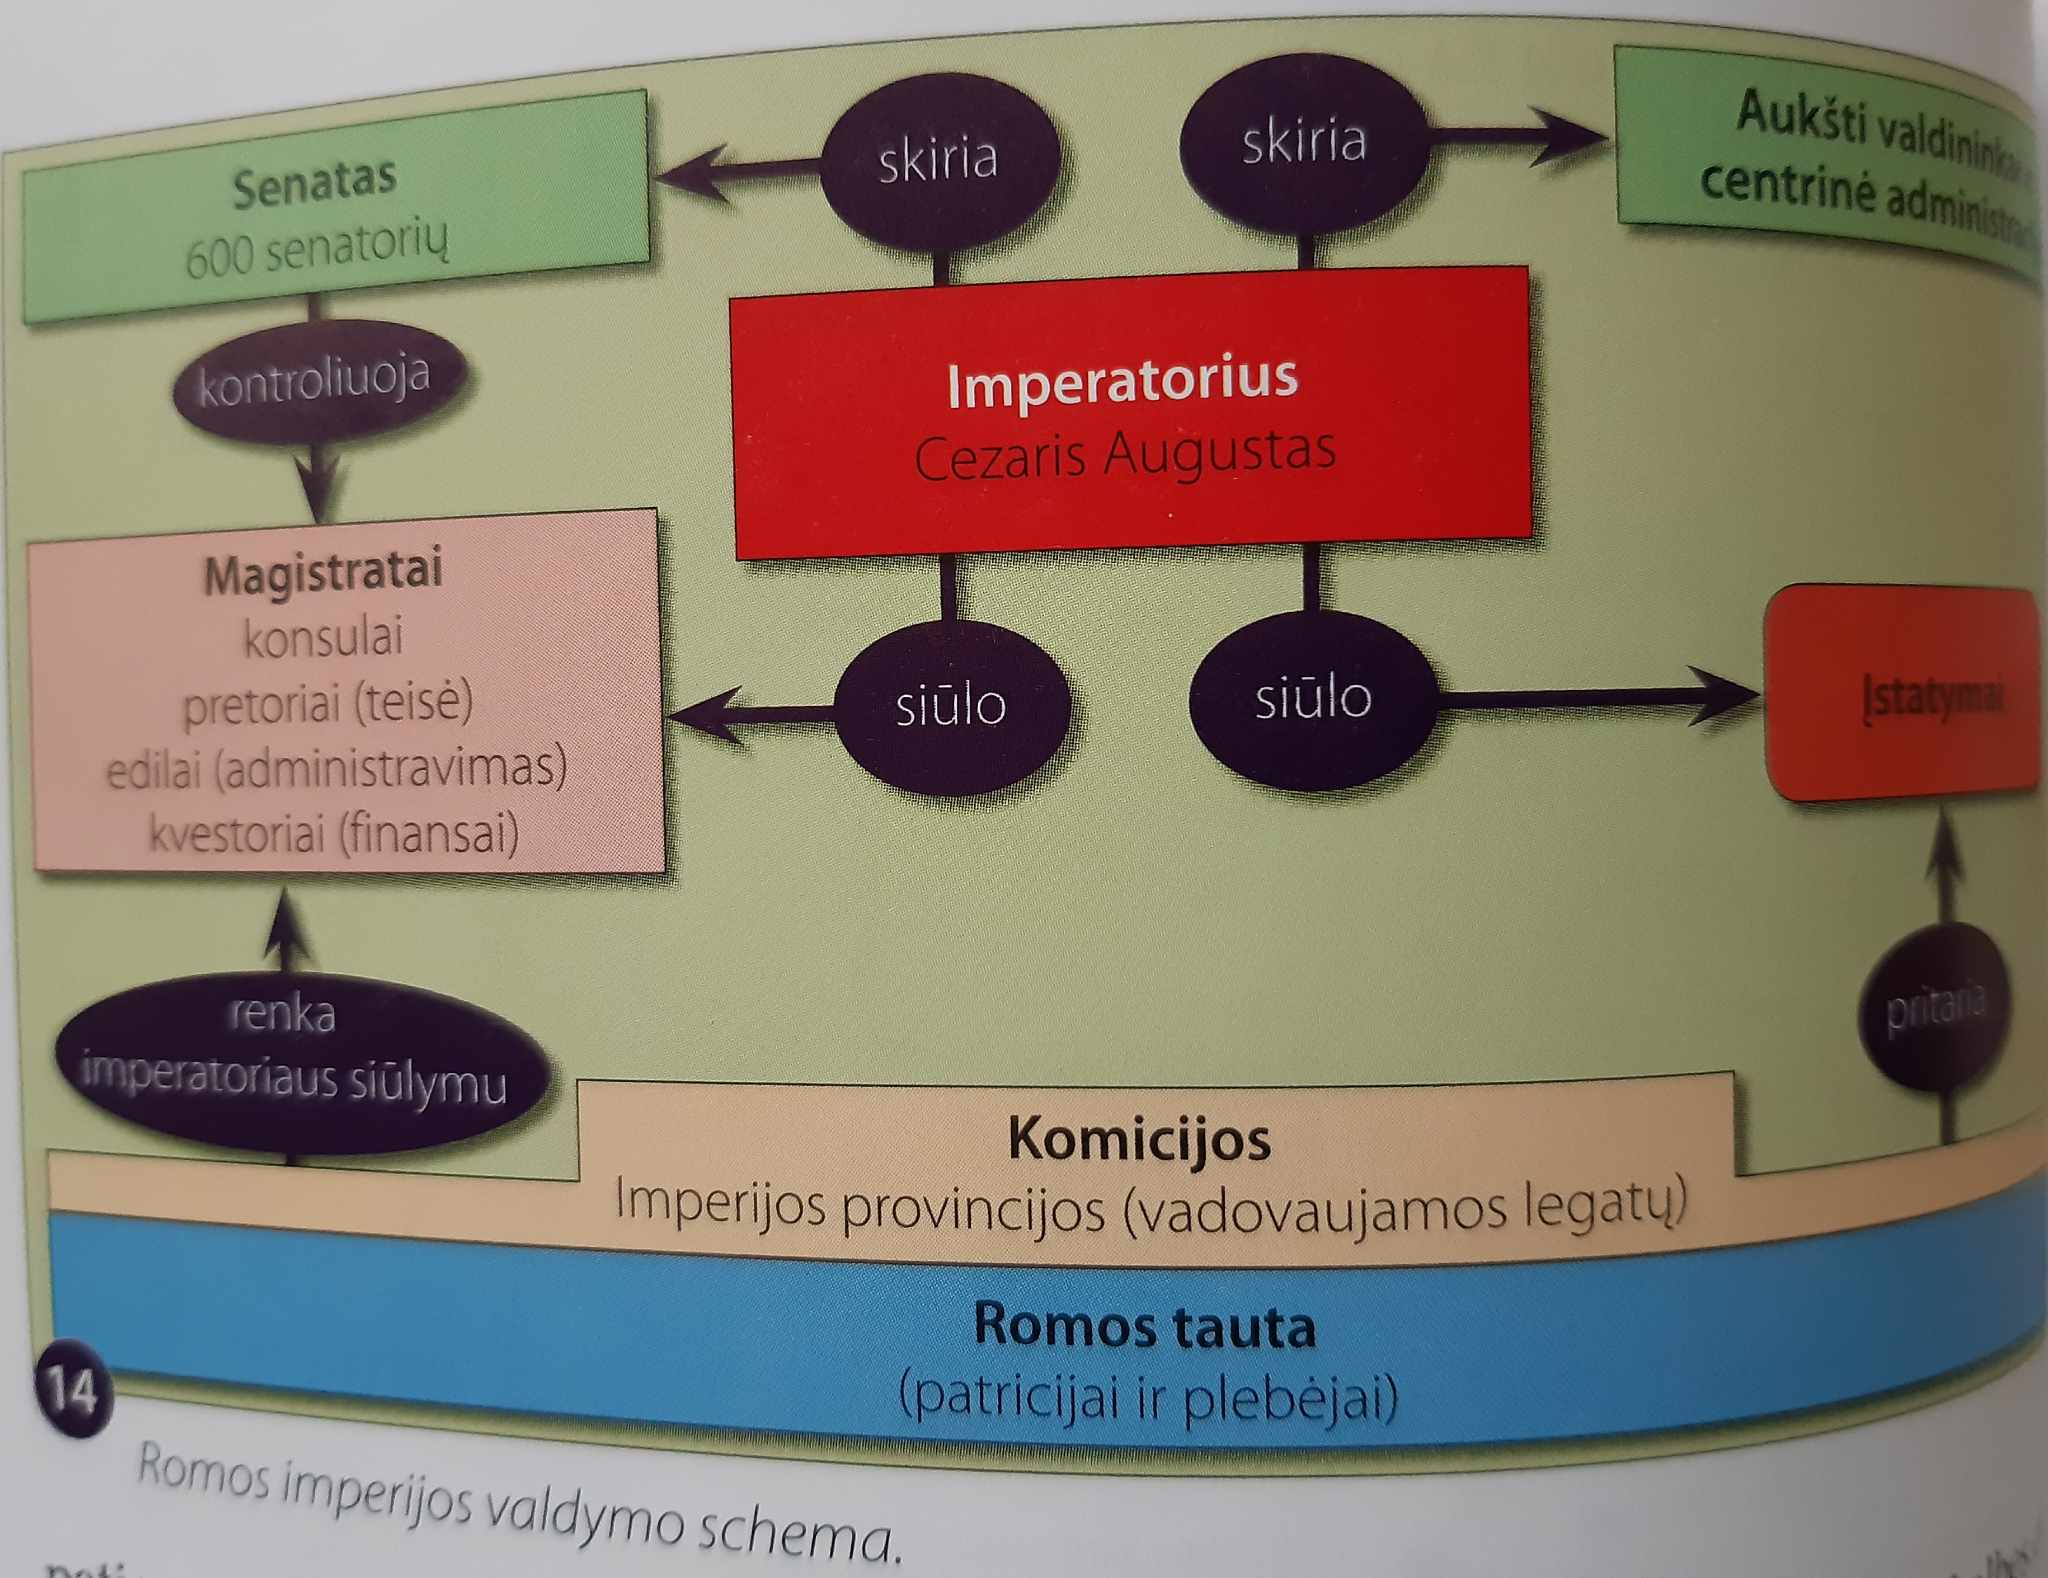 skiria
skiria
Senatas
600 senatorių
Aukšti
centrinė
kontroliuoja
Imperatorius
Cezaris Augustas
Magistratai
konsulai
pretoriai (teisė)
edilai (administravimas)
kvestoriai (finansai)
siūlo
siūlo
Įstatymai
renka
imperatoriaus siūlymu
pritaria
Komicijos
Imperijos provincijos (vadovaujamos legatų)
Romos tauta
(patricijai ir plebėjai)
14
Romos imperijos valdymo schema.